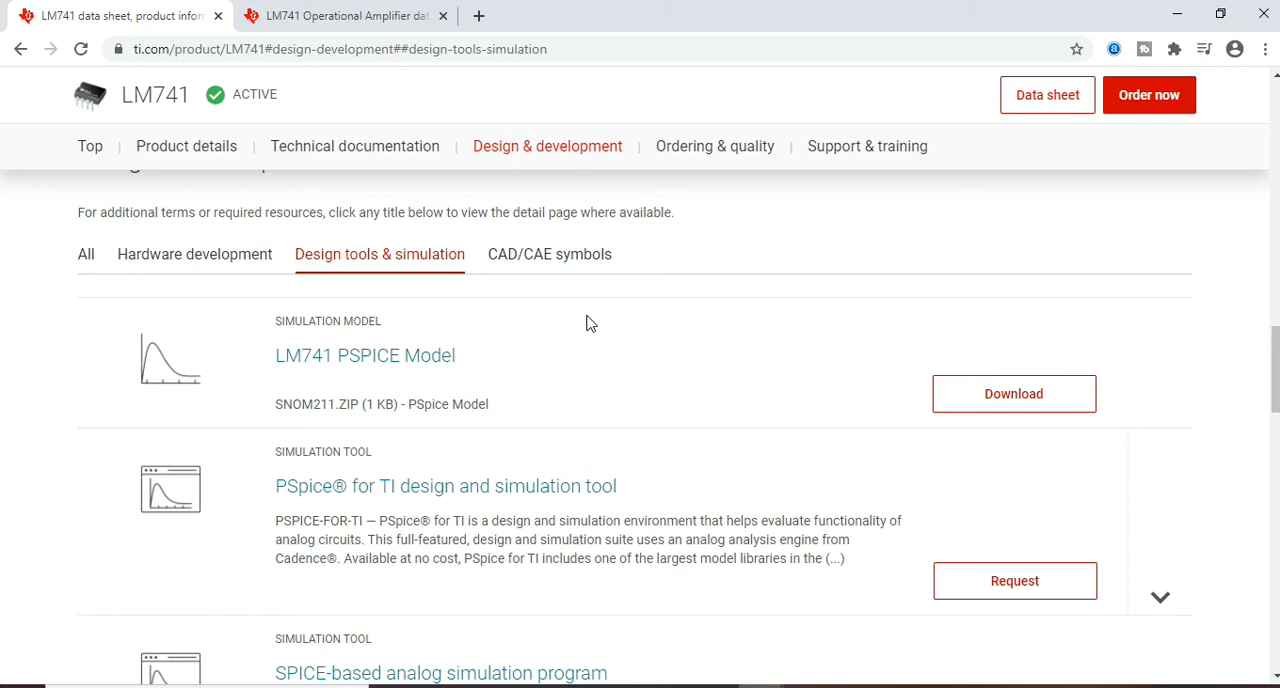 LM741 data sheet, product inforr
LM741 Operational Amplifier dat
ti.com/product/LM741#design-development##design-tools-simulation
LM741
ACTIVE
Data sheet
Order now
Top | Product details | Technical documentation | Design & development | Ordering & quality | Support & training
For additional terms or required resources, click any title below to view the detail page where available.
All Hardware development Design tools & simulation CAD/CAE symbols
SIMULATION MODEL
LM741 PSPICE Model
Download
SNOM211.ZIP (1 KB) - PSpice Model
SIMULATION TOOL
PSpice® for TI design and simulation tool
PSPICE-FOR-TI — PSpice® for TI is a design and simulation environment that helps evaluate functionality of
analog circuits. This full-featured, design and simulation suite uses an analog analysis engine from
Cadence®. Available at no cost, PSpice for TI includes one of the largest model libraries in the (...)
Request
SIMULATION TOOL
SPICE-based analog simulation program